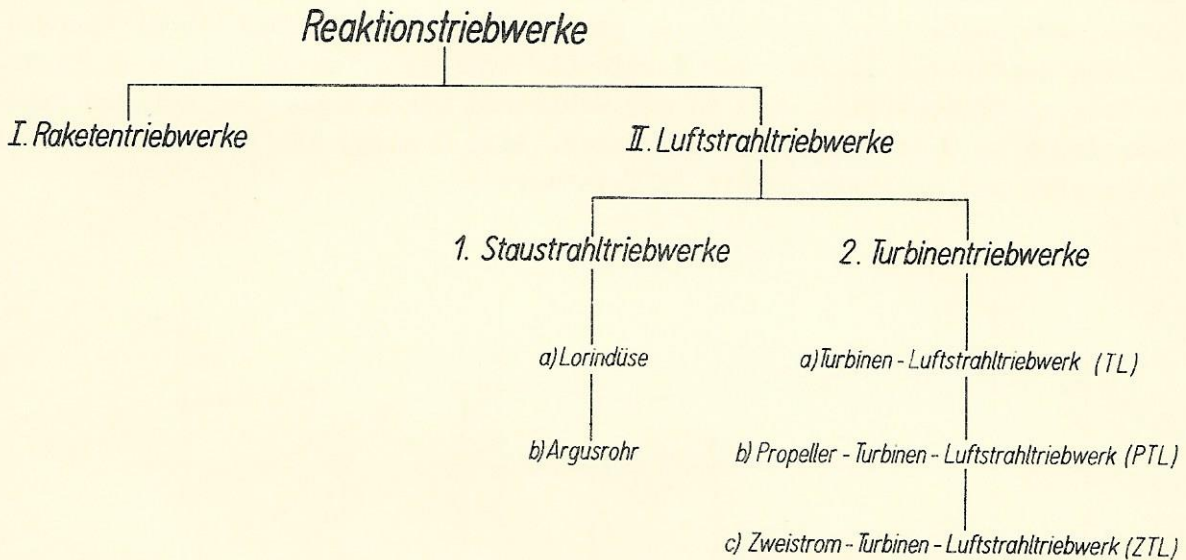 Reaktionstriebwerke
I. Raketentriebwerke
II. Luftstrahltriebwerke
1. Staustrahltriebwerke
2. Turbinentriebwerke
a) Lorindüse
a) Turbinen - Luftstrahltriebwerk (TL)
b) Argusrohr
b) Propeller - Turbinen - Luftstrahltriebwerk (PTL)
c) Zweistrom - Turbinen - Luftstrahltriebwerk (ZTL)